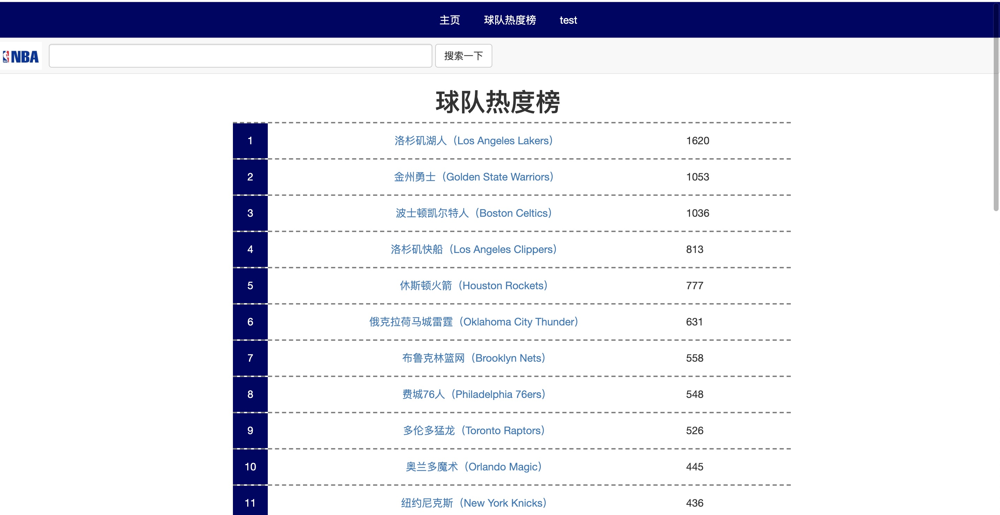 主页 球队热度榜 test
NBA 搜索一下
球队热度榜
1 洛杉矶湖人（Los Angeles Lakers） 1620
2 金州勇士（Golden State Warriors） 1053
3 波士顿凯尔特人（Boston Celtics） 1036
4 洛杉矶快船（Los Angeles Clippers） 813
5 休斯顿火箭（Houston Rockets） 777
6 俄克拉荷马城雷霆（Oklahoma City Thunder） 631
7 布鲁克林篮网（Brooklyn Nets） 558
8 费城76人（Philadelphia 76ers） 548
9 多伦多猛龙（Toronto Raptors） 526
10 奥兰多魔术（Orlando Magic） 445
11 纽约尼克斯（New York Knicks） 436